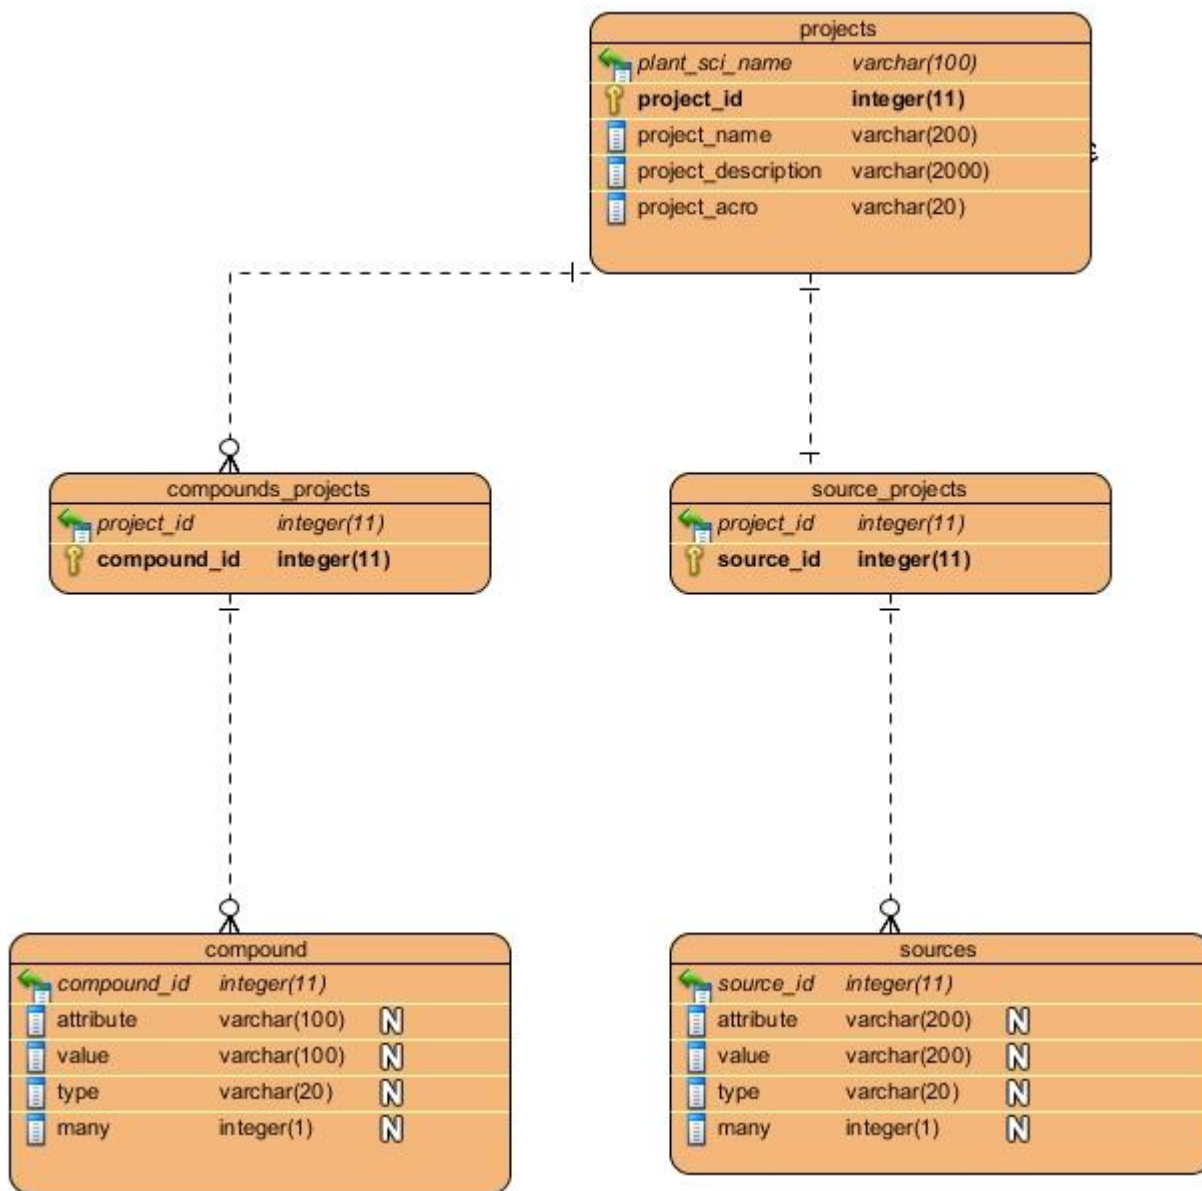 projects
plant_sci_name varchar(100)
project_id integer(11)
project_name varchar(200)
project_description varchar(2000)
project_acro varchar(20)
compounds_projects
project_id integer(11)
compound_id integer(11)
source_projects
project_id integer(11)
source_id integer(11)
compound
compound_id integer(11)
attribute varchar(100) N
value varchar(100) N
type varchar(20) N
many integer(1) N
sources
source_id integer(11)
attribute varchar(200) N
value varchar(200) N
type varchar(20) N
many integer(1) N